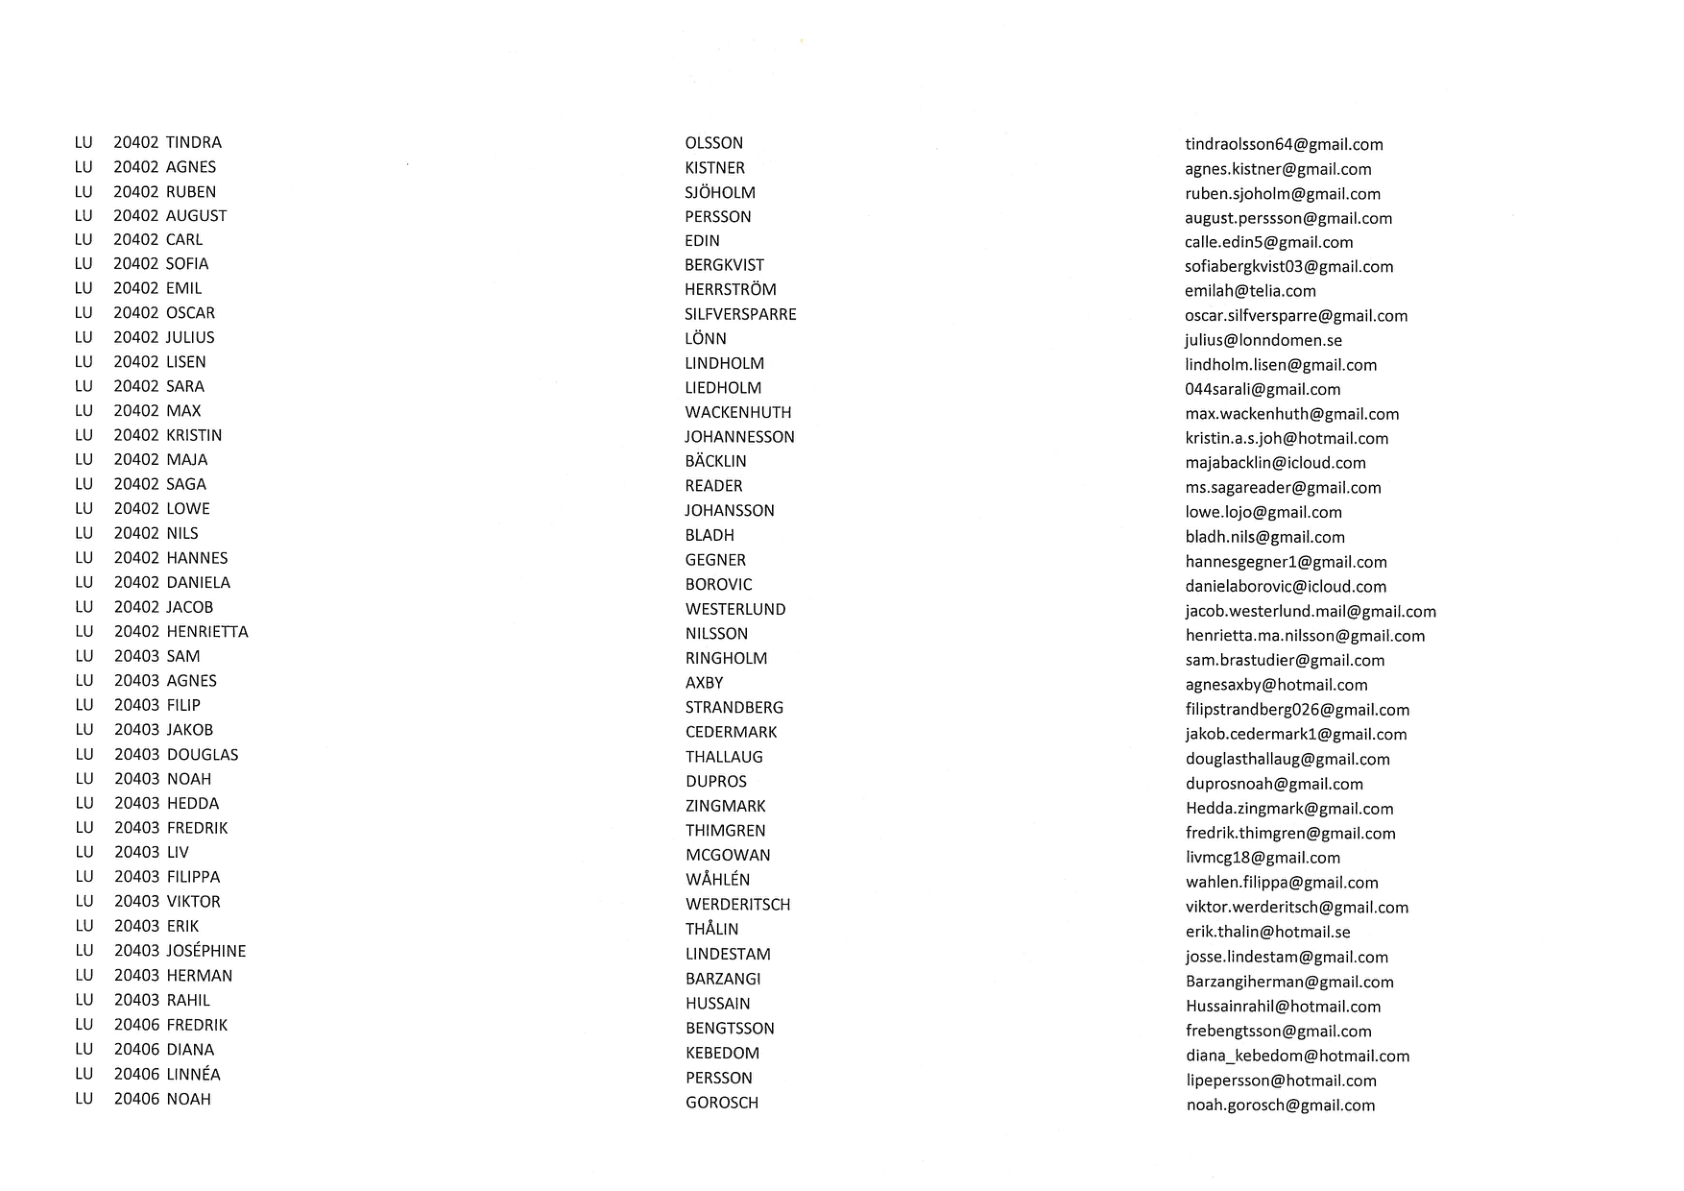 LU 20402 TINDRA OLSSON tindraolsson64@gmail.com
LU 20402 AGNES KISTNER agnes.kistner@gmail.com
LU 20402 RUBEN SJÖHOLM ruben.sjoholm@gmail.com
LU 20402 AUGUST PERSSON august.perssson@gmail.com
LU 20402 CARL EDIN calle.edin5@gmail.com
LU 20402 SOFIA BERGKVIST sofiabergkvist03@gmail.com
LU 20402 EMIL HERRSTRÖM emilah@telia.com
LU 20402 OSCAR SILFVERSPARRE oscar.silfversparre@gmail.com
LU 20402 JULIUS LÖNN julius@lonndomen.se
LU 20402 LISEN LINDHOLM lindholm.lisen@gmail.com
LU 20402 SARA LIEDHOLM 044sarali@gmail.com
LU 20402 MAX WACKENHUTH max.wackenhuth@gmail.com
LU 20402 KRISTIN JOHANNESSON kristin.a.s.joh@hotmail.com
LU 20402 MAJA BÄCKLIN majabacklin@icloud.com
LU 20402 SAGA READER ms.sagareader@gmail.com
LU 20402 LOWE JOHANSSON lowe.lojo@gmail.com
LU 20402 NILS BLADH bladh.nils@gmail.com
LU 20402 HANNES GEGNER hannesgegner1@gmail.com
LU 20402 DANIELA BOROVIC danielaborovic@icloud.com
LU 20402 JACOB WESTERLUND jacob.westerlund.mail@gmail.com
LU 20402 HENRIETTA NILSSON henrietta.ma.nilsson@gmail.com
LU 20403 SAM RINGHOLM sam.brastudier@gmail.com
LU 20403 AGNES AXBY agnesaxby@hotmail.com
LU 20403 FILIP STRANDBERG filipstrandberg026@gmail.com
LU 20403 JAKOB CEDERMARK jakob.cedermark1@gmail.com
LU 20403 DOUGLAS THALLAUG douglasthallaug@gmail.com
LU 20403 NOAH DUPROS duprosnoah@gmail.com
LU 20403 HEDDA ZINGMARK Hedda.zingmark@gmail.com
LU 20403 FREDRIK THIMGREN fredrik.thimgren@gmail.com
LU 20403 LIV MCGOWAN livmcg18@gmail.com
LU 20403 FILIPPA WÅHLÉN wahlen.filippa@gmail.com
LU 20403 VIKTOR WERDERITSCH viktor.werderitsch@gmail.com
LU 20403 ERIK THÅLIN erik.thalin@hotmail.se
LU 20403 JOSÉPHINE LINDESTAM josse.lindestam@gmail.com
LU 20403 HERMAN BARZANGI Barzangiherman@gmail.com
LU 20403 RAHIL HUSSAIN Hussainrahil@hotmail.com
LU 20406 FREDRIK BENGTSSON frebengtsson@gmail.com
LU 20406 DIANA KEBEDOM diana_kebedom@hotmail.com
LU 20406 LINNÉA PERSSON lipepersson@hotmail.com
LU 20406 NOAH GOROSCH noah.gorosch@gmail.com